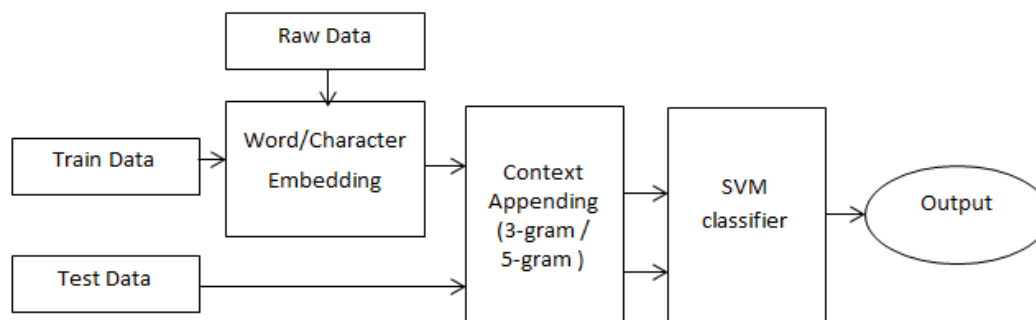 Raw Data
Train Data
Word/Character
Embedding
Test Data
Context
Appending
(3-gram /
5-gram )
SVM
classifier
Output